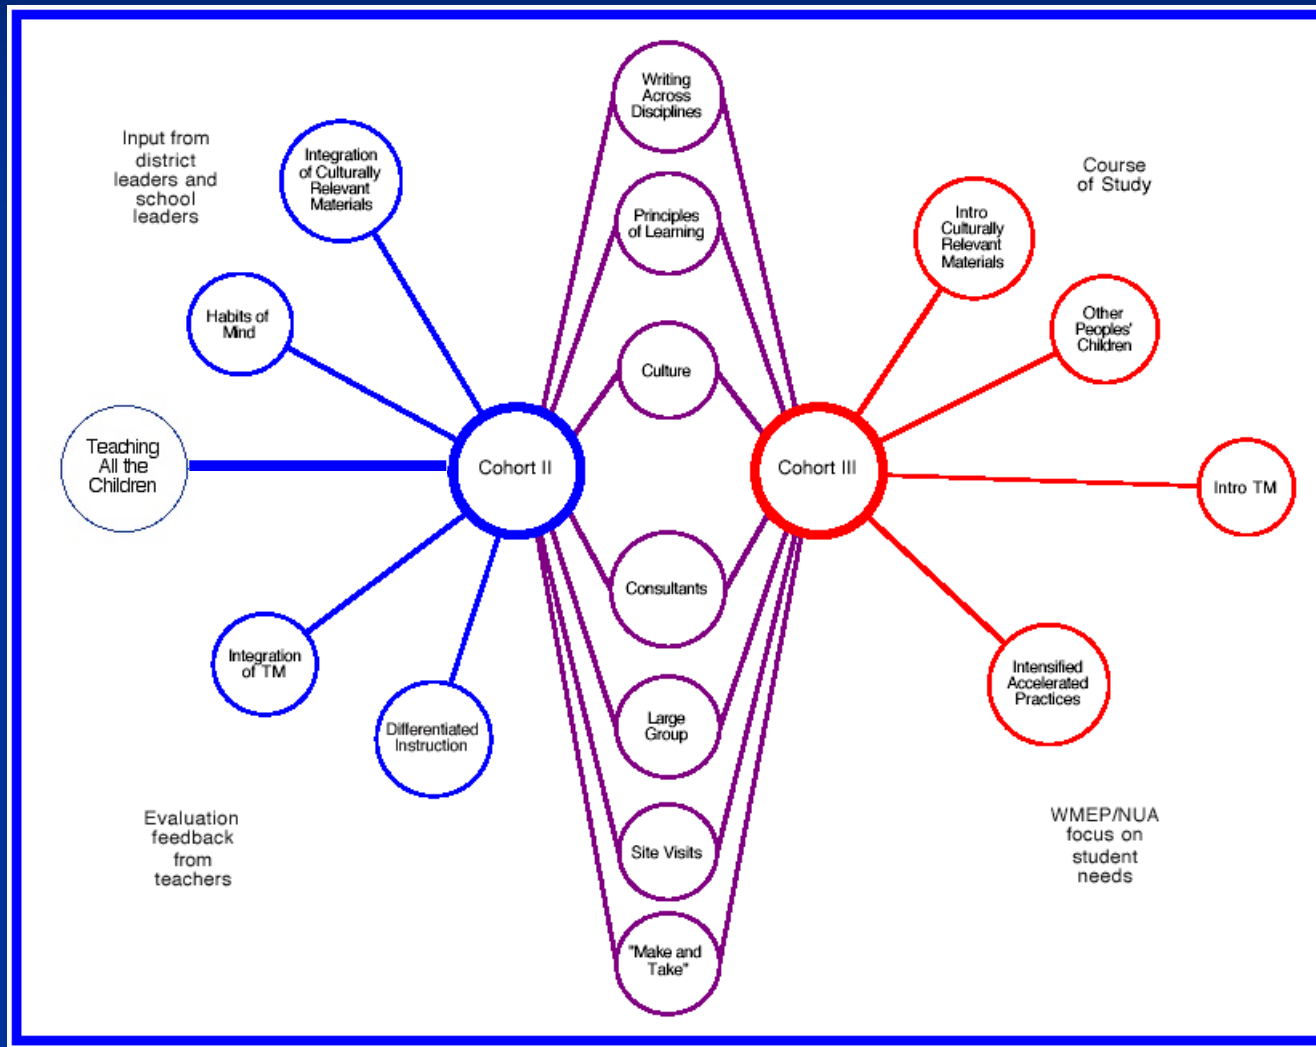 Input from
district
leaders and
school
leaders
Integration
of Culturally
Relevant
Materials
Habits of
Mind
Teaching
All the
Children
Cohort II
Integration
of TM
Differentiated
Instruction
Evaluation
feedback
from
teachers
Writing
Across
Disciplines
Principles
of Learning
Culture
Consultants
Large
Group
Site Visits
"Make and
Take"
Cohort III
Course
of Study
Intro
Culturally
Relevant
Materials
Other
Peoples'
Children
Intro TM
Intensified
Accelerated
Practices
WMEP/NUA
focus on
student
needs